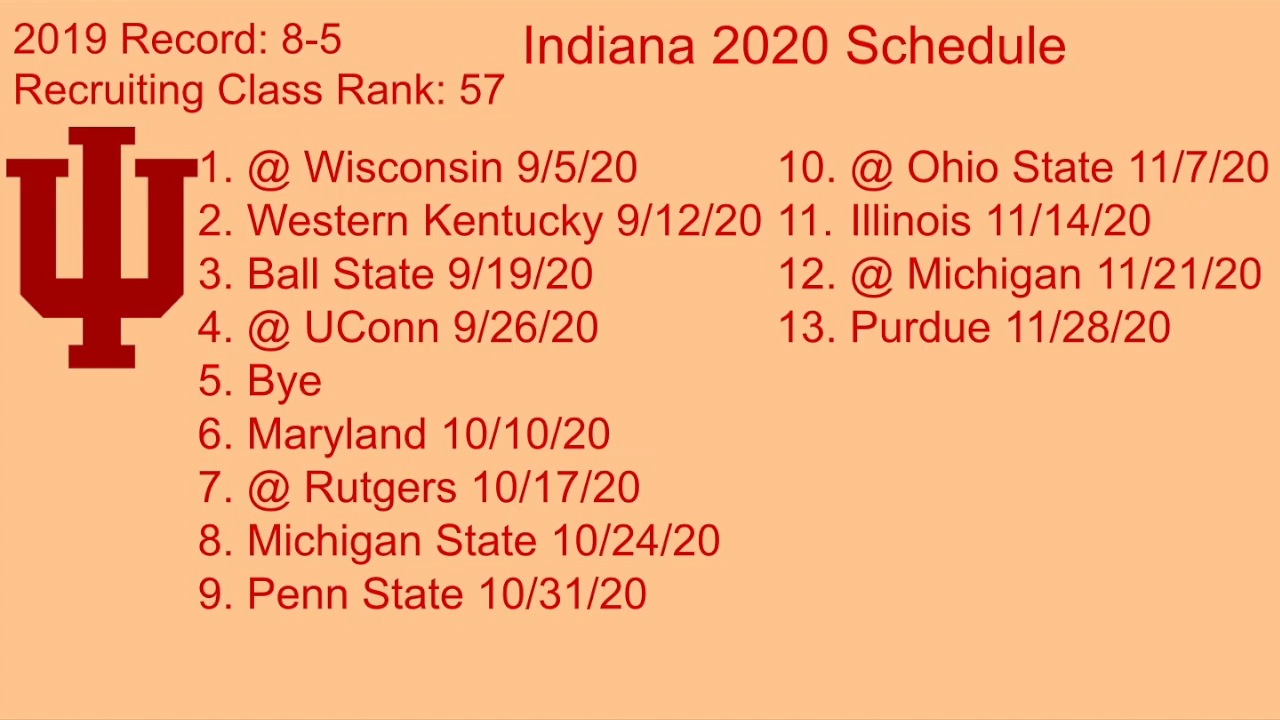 2019 Record: 8-5
Recruiting Class Rank: 57
Indiana 2020 Schedule
1. @ Wisconsin 9/5/20
2. Western Kentucky 9/12/20
3. Ball State 9/19/20
4. @ UConn 9/26/20
5. Bye
6. Maryland 10/10/20
7. @ Rutgers 10/17/20
8. Michigan State 10/24/20
9. Penn State 10/31/20
10. @ Ohio State 11/7/20
11. Illinois 11/14/20
12. @ Michigan 11/21/20
13. Purdue 11/28/20